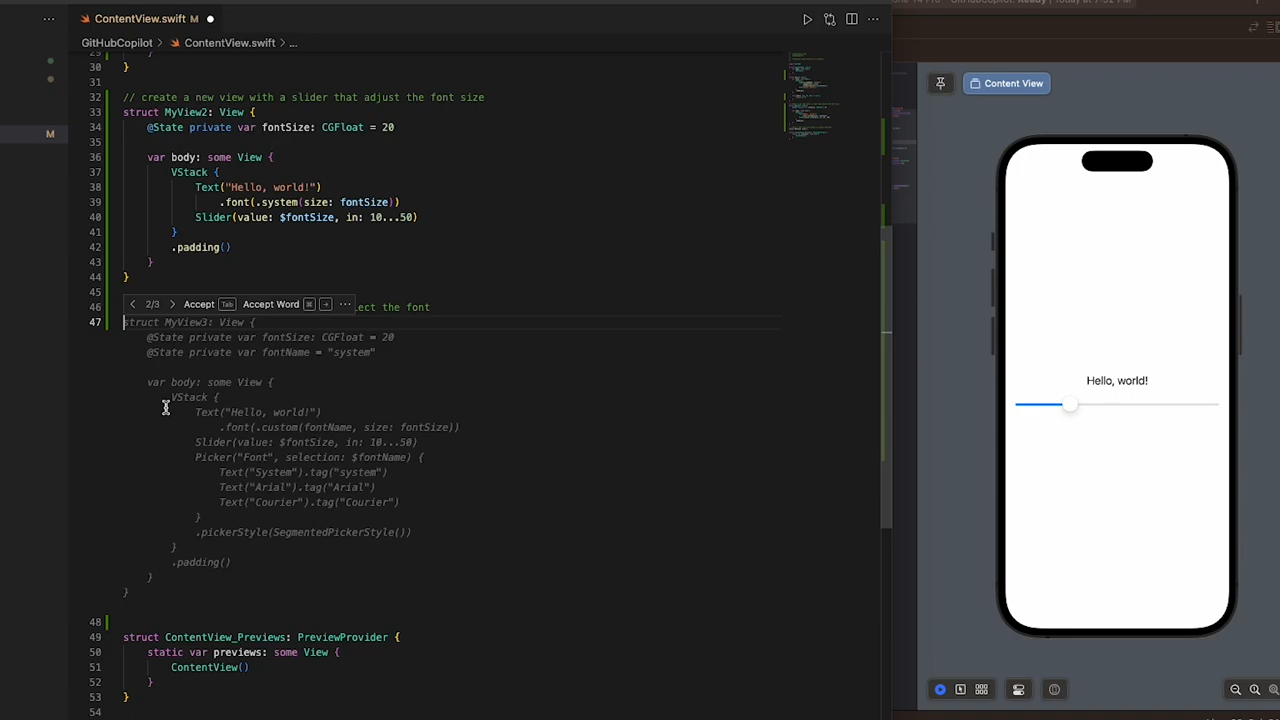 ContentView.swift M
GitHubCopilot > ContentView.swift > ...
29 }
30 }
31
32 // create a new view with a slider that adjust the font size
33 struct MyView2: View {
34 @State private var fontSize: CGFloat = 20
35
36 var body: some View {
37 VStack {
38 Text("Hello, world!")
39 .font(.system(size: fontSize))
40 Slider(value: $fontSize, in: 10...50)
41 }
42 .padding()
43 }
44 }
45
2/3 Accept Tab Accept Word ⌘ → ...
46 ect the font
47 struct MyView3: View {
@State private var fontSize: CGFloat = 20
@State private var fontName = "system"
var body: some View {
VStack {
Text("Hello, world!")
.font(.custom(fontName, size: fontSize))
Slider(value: $fontSize, in: 10...50)
Picker("Font", selection: $fontName) {
Text("System").tag("system")
Text("Arial").tag("Arial")
Text("Courier").tag("Courier")
}
.pickerStyle(SegmentedPickerStyle())
}
.padding()
}
}
48
49 struct ContentView_Previews: PreviewProvider {
50 static var previews: some View {
51 ContentView()
52 }
53 }
54
M
Content View
Hello, world!